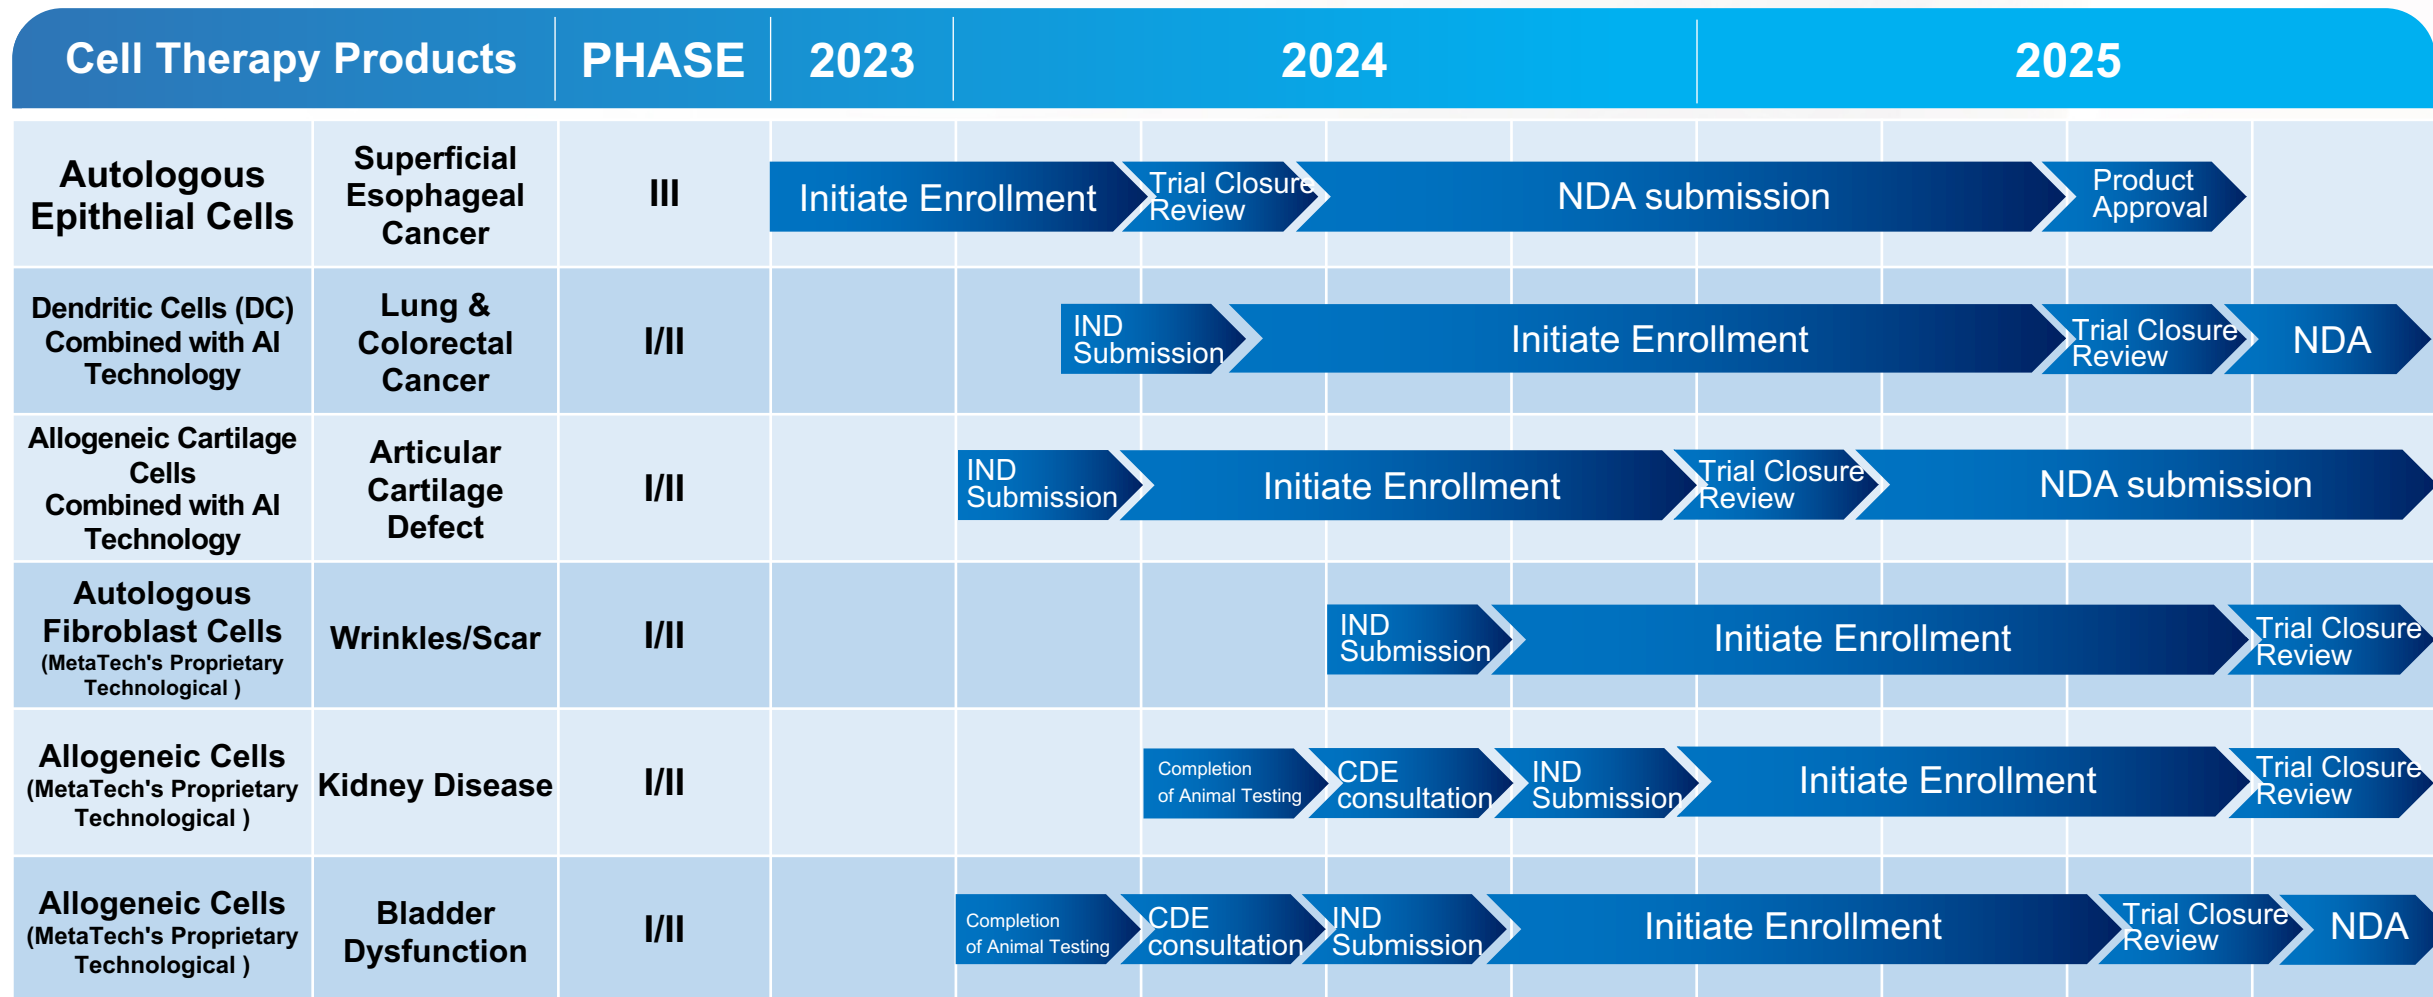 Cell Therapy Products
PHASE
2023
2024
2025
Autologous
Epithelial Cells
Superficial
Esophageal
Cancer
III
Initiate Enrollment
Trial Closure
Review
NDA submission
Product
Approval
Dendritic Cells (DC)
Combined with AI
Technology
Lung &
Colorectal
Cancer
I/II
IND
Submission
Initiate Enrollment
Trial Closure
Review
NDA
Allogeneic Cartilage
Cells
Combined with AI
Technology
Articular
Cartilage
Defect
I/II
IND
Submission
Initiate Enrollment
Trial Closure
Review
NDA submission
Autologous
Fibroblast Cells
(MetaTech's Proprietary
Technological )
Wrinkles/Scar
I/II
IND
Submission
Initiate Enrollment
Trial Closure
Review
Allogeneic Cells
(MetaTech's Proprietary
Technological )
Kidney Disease
I/II
Completion
of Animal Testing
CDE
consultation
IND
Submission
Initiate Enrollment
Trial Closure
Review
Allogeneic Cells
(MetaTech's Proprietary
Technological )
Bladder
Dysfunction
I/II
Completion
of Animal Testing
CDE
consultation
IND
Submission
Initiate Enrollment
Trial Closure
Review
NDA